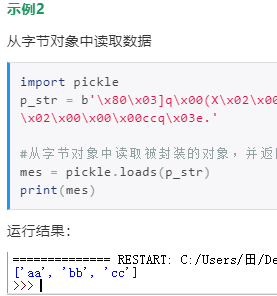 示例2
从字节对象中读取数据
import pickle
p_str = b'\x80\x03]q\x00(X\x02\x00
\x02\x00\x00\x00ccq\x03e.'
#从字节对象中读取被封装的对象，并返
mes = pickle.loads(p_str)
print(mes)
运行结果：
============== RESTART: C:/Users/田/De
['aa', 'bb', 'cc']
>>>